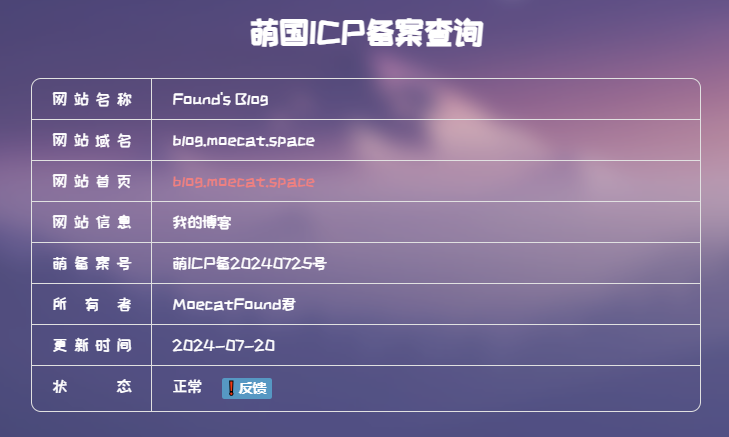 萌国ICP备案查询
网站名称 Found's Blog
网站域名 blog.moecat.space
网站首页 blog.moecat.space
网站信息 我的博客
萌备案号 萌ICP备20240725号
所有者 MoecatFound君
更新时间 2024-07-20
状态 正常 ❗反馈